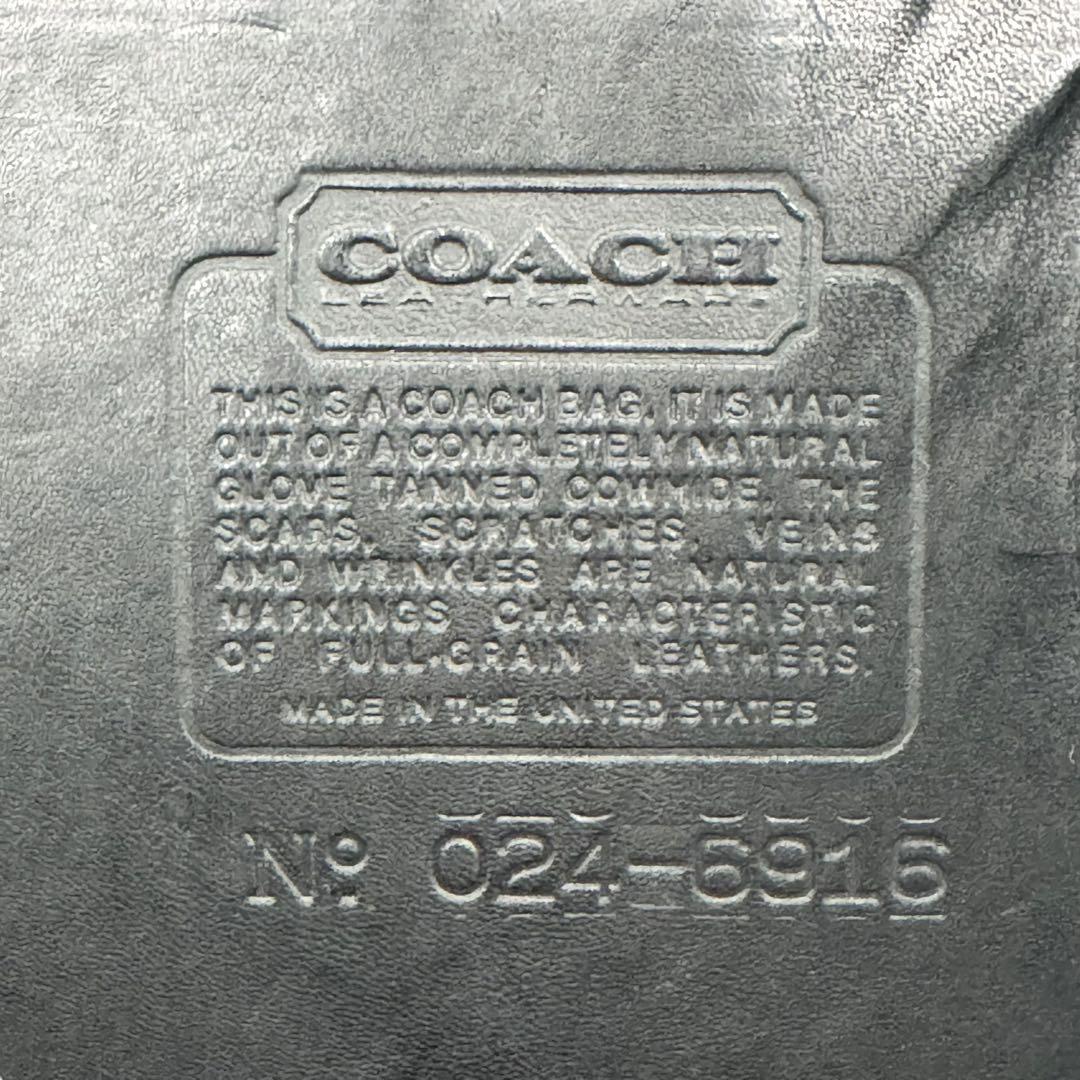 COACH
LEATHERWARE
THIS IS A COACH BAG. IT IS MADE
OUT OF A COMPLETELY NATURAL
GLOVE TANNED COWHIDE. THE
SCARS, SCRATCHES, VEINS
AND WRINKLES ARE NATURAL
MARKINGS CHARACTERISTIC
OF FULL-GRAIN LEATHERS.
MADE IN THE UNITED STATES
Nº 024-6916